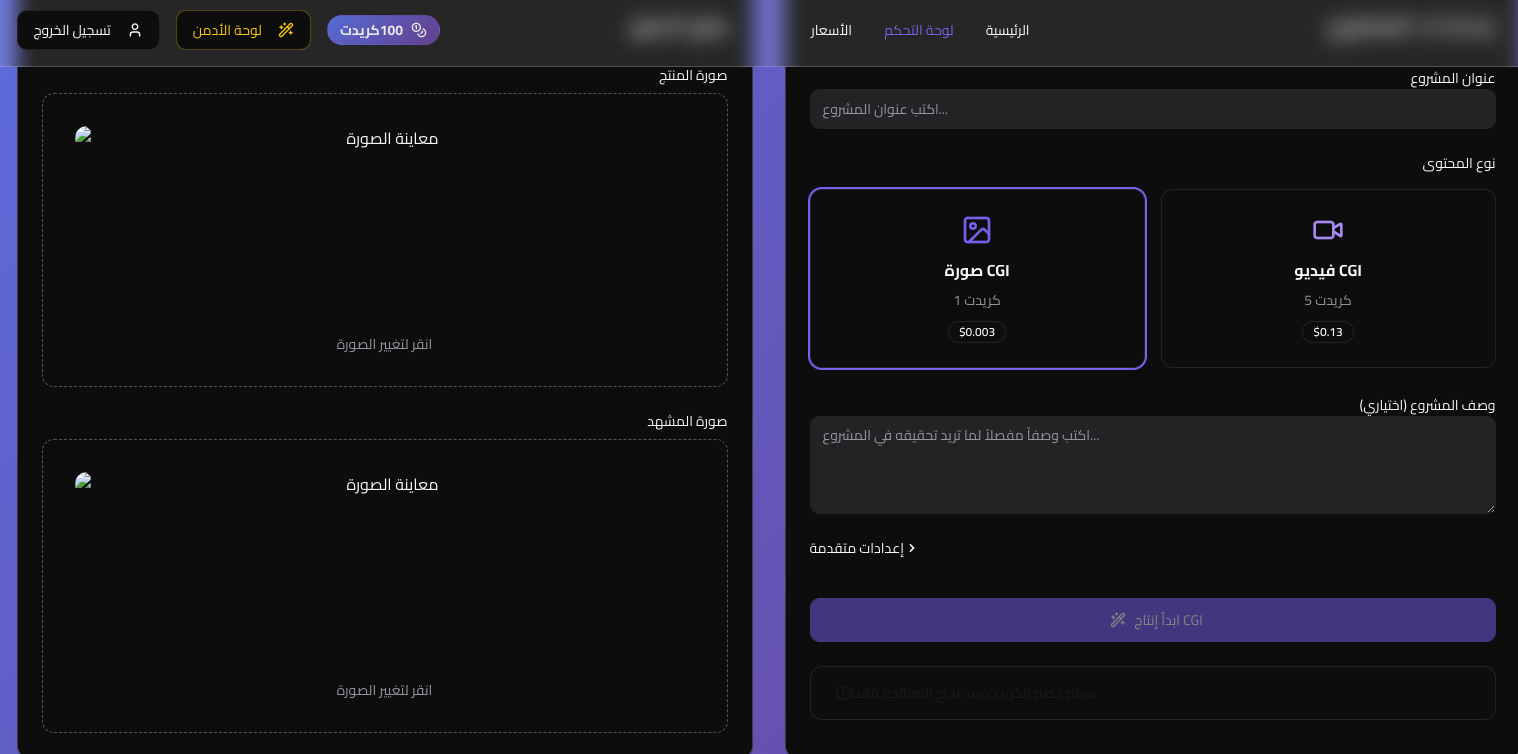 الرئيسية
لوحة التحكم
الأسعار
100كريدت
لوحة الأدمن
تسجيل الخروج
عنوان المشروع
اكتب عنوان المشروع...
نوع المحتوى
CGI فيديو
5 كريدت
$0.13
CGI صورة
1 كريدت
$0.003
وصف المشروع (اختياري)
اكتب وصفاً مفصلاً لما تريد تحقيقه في المشروع...
إعدادات متقدمة
ابدأ إنتاج CGI
سيتم خصم الكريدت بعد نجاح المعالجة فقط
صورة المنتج
معاينة الصورة
انقر لتغيير الصورة
صورة المشهد
معاينة الصورة
انقر لتغيير الصورة